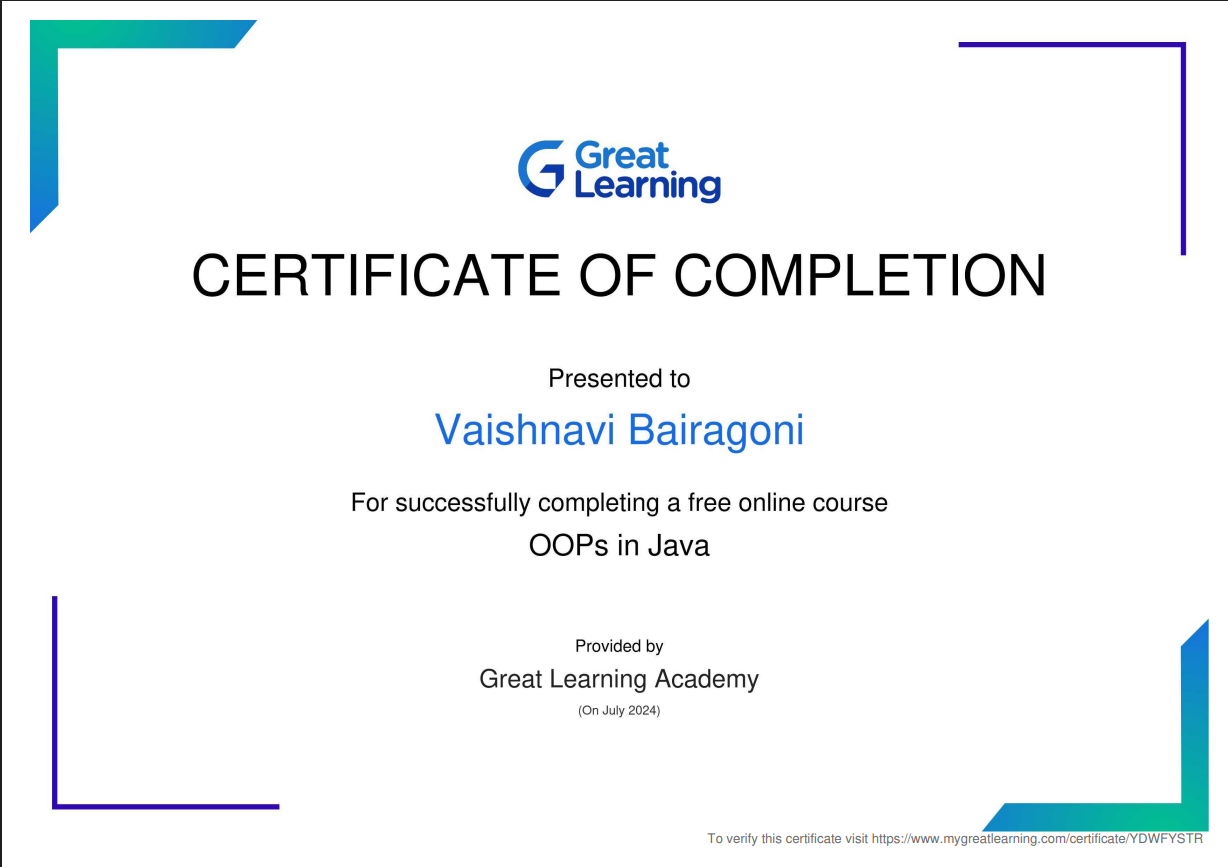 Great
Learning
CERTIFICATE OF COMPLETION
Presented to
Vaishnavi Bairagoni
For successfully completing a free online course
OOPs in Java
Provided by
Great Learning Academy
(On July 2024)
To verify this certificate visit https://www.mygreatlearning.com/certificate/YDWFYSTR